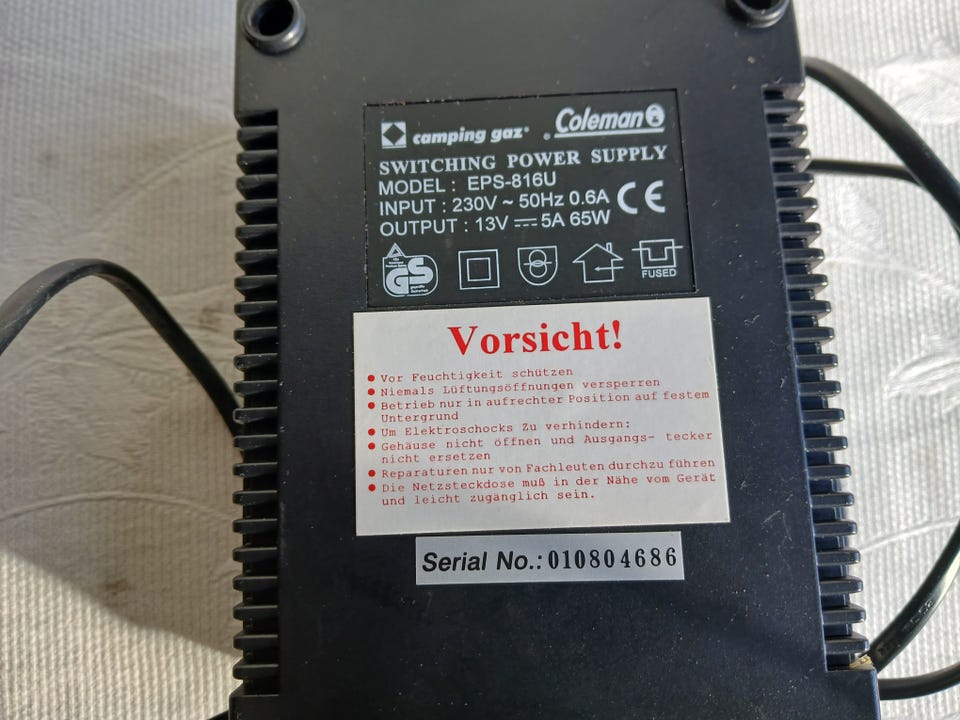 camping gaz® ® Coleman
SWITCHING POWER SUPPLY
MODEL : EPS-816U
INPUT : 230V ~ 50Hz 0.6A CE
OUTPUT : 13V ⎓ 5A 65W
GS
geprüfte
Sicherheit
FUSED
Vorsicht!
● Vor Feuchtigkeit schützen
● Niemals Lüftungsöffnungen versperren
● Betrieb nur in aufrechter Position auf festem
Untergrund
● Um Elektroschocks Zu verhindern:
● Gehäuse nicht öffnen und Ausgangs- tecker
nicht ersetzen
● Reparaturen nur von Fachleuten durchzu führen
● Die Netzsteckdose muß in der Nähe vom Gerät
und leicht zugänglich sein.
Serial No.: 010804686